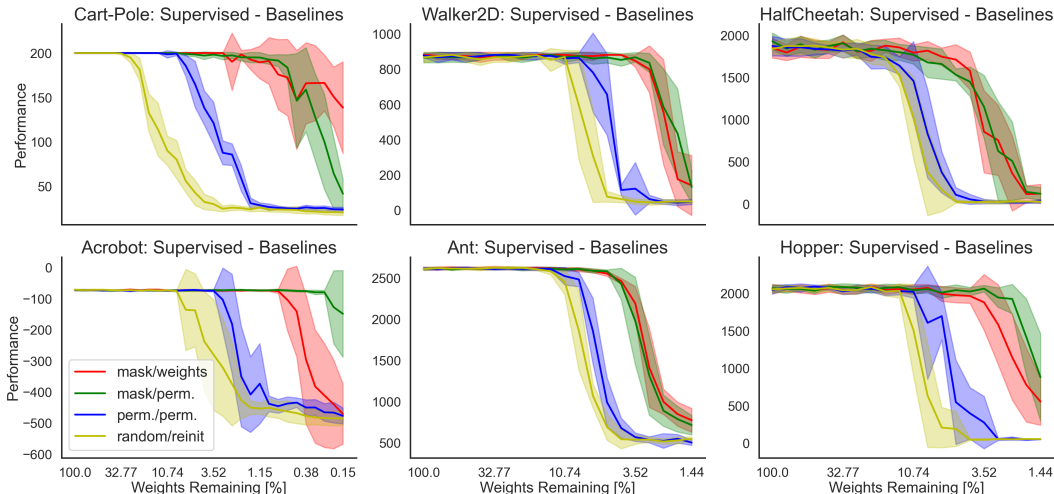 Cart-Pole: Supervised - Baselines
Walker2D: Supervised - Baselines
HalfCheetah: Supervised - Baselines
Performance
200
150
100
50
1000
800
600
400
200
0
2000
1500
1000
500
0
Acrobot: Supervised - Baselines
Ant: Supervised - Baselines
Hopper: Supervised - Baselines
Performance
0
−100
−200
−300
−400
−500
−600
mask/weights
mask/perm.
perm./perm.
random/reinit
2500
2000
1500
1000
500
2000
1500
1000
500
0
100.0 32.77 10.74 3.52 1.15 0.38 0.15
100.0 32.77 10.74 3.52 1.44
100.0 32.77 10.74 3.52 1.44
Weights Remaining [%]
Weights Remaining [%]
Weights Remaining [%]